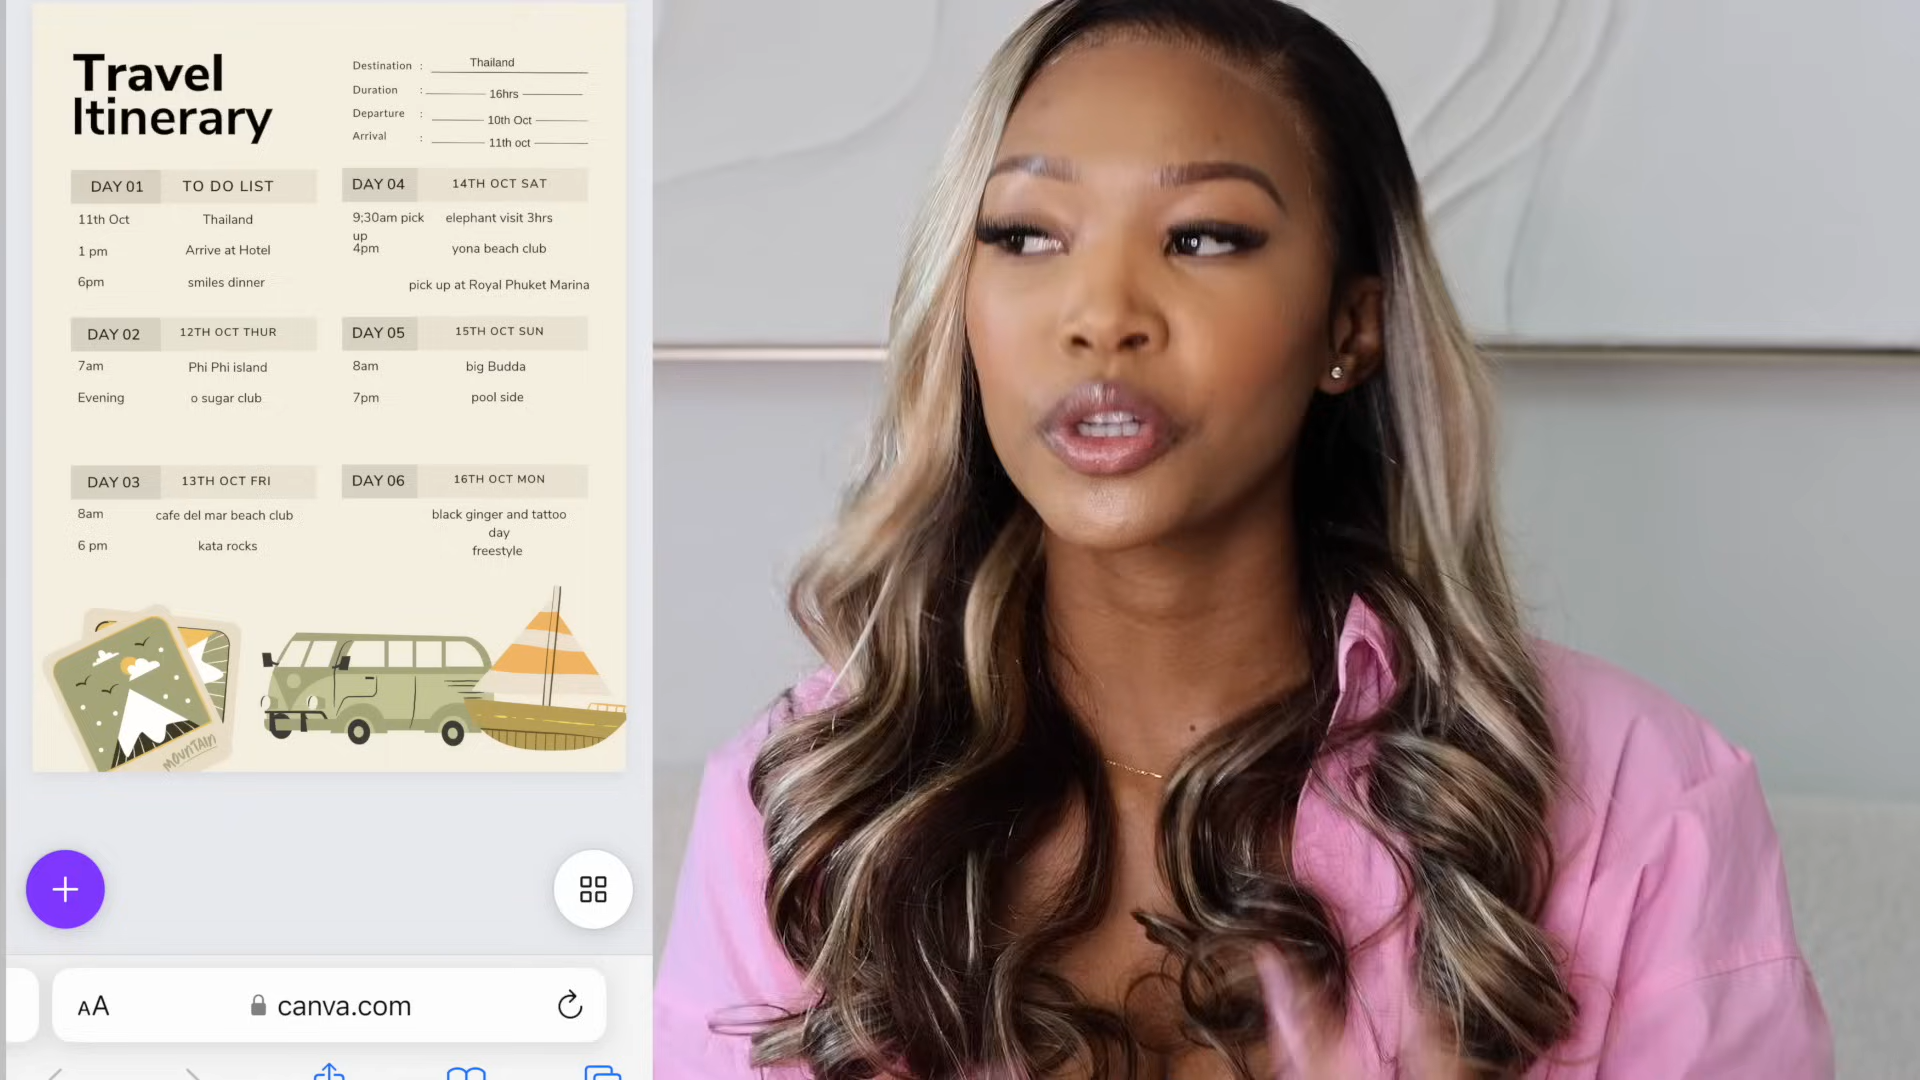 Travel
Itinerary
Destination : Thailand
Duration : 16hrs
Departure : 10th Oct
Arrival : 11th oct
DAY 01 TO DO LIST
11th Oct Thailand
1 pm Arrive at Hotel
6pm smiles dinner
DAY 02 12TH OCT THUR
7am Phi Phi island
Evening o sugar club
DAY 03 13TH OCT FRI
8am cafe del mar beach club
6 pm kata rocks
DAY 04 14TH OCT SAT
9;30am pick elephant visit 3hrs
up
4pm yona beach club
pick up at Royal Phuket Marina
DAY 05 15TH OCT SUN
8am big Budda
7pm pool side
DAY 06 16TH OCT MON
black ginger and tattoo
day
freestyle
MOUNTAIN
AA canva.com